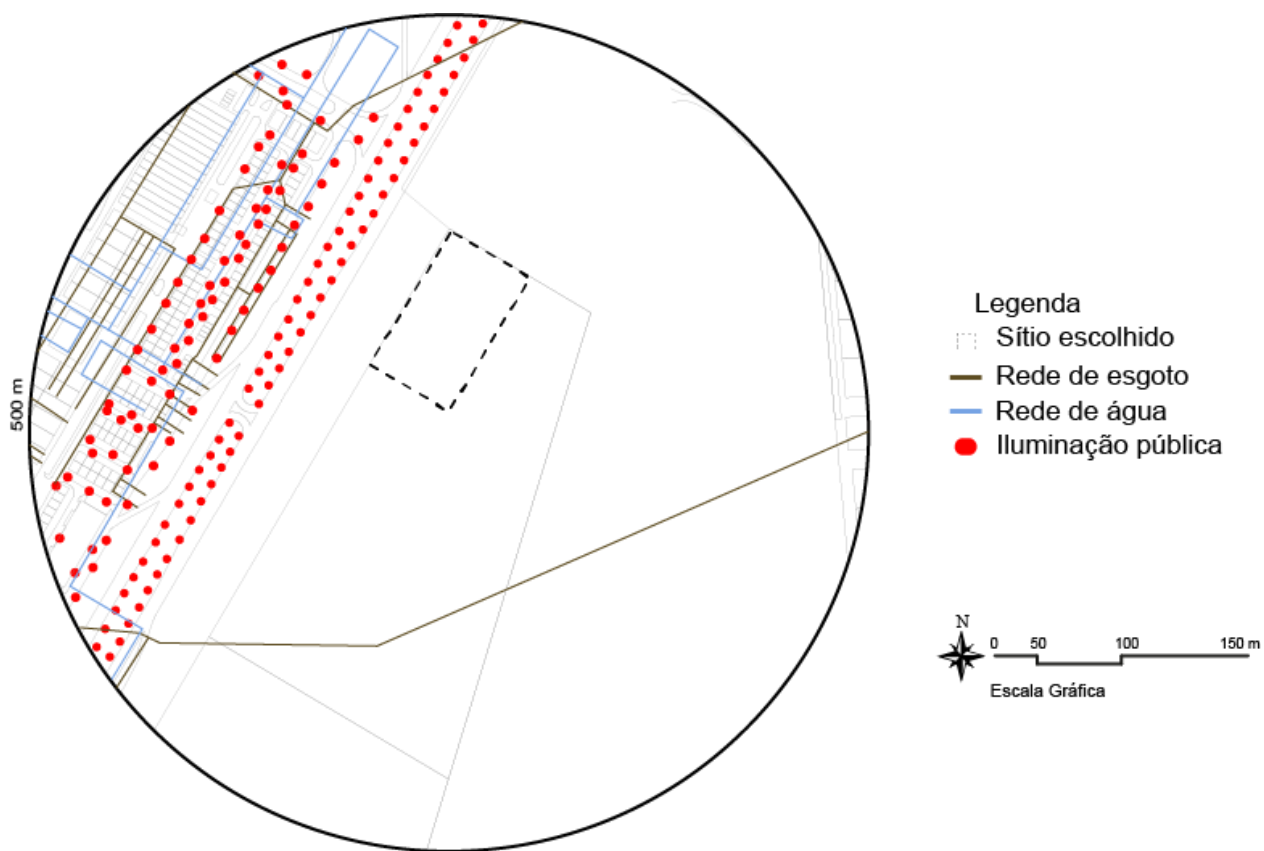 500 m
Legenda
Sítio escolhido
Rede de esgoto
Rede de água
Iluminação pública
N
0 50 100 150 m
Escala Gráfica